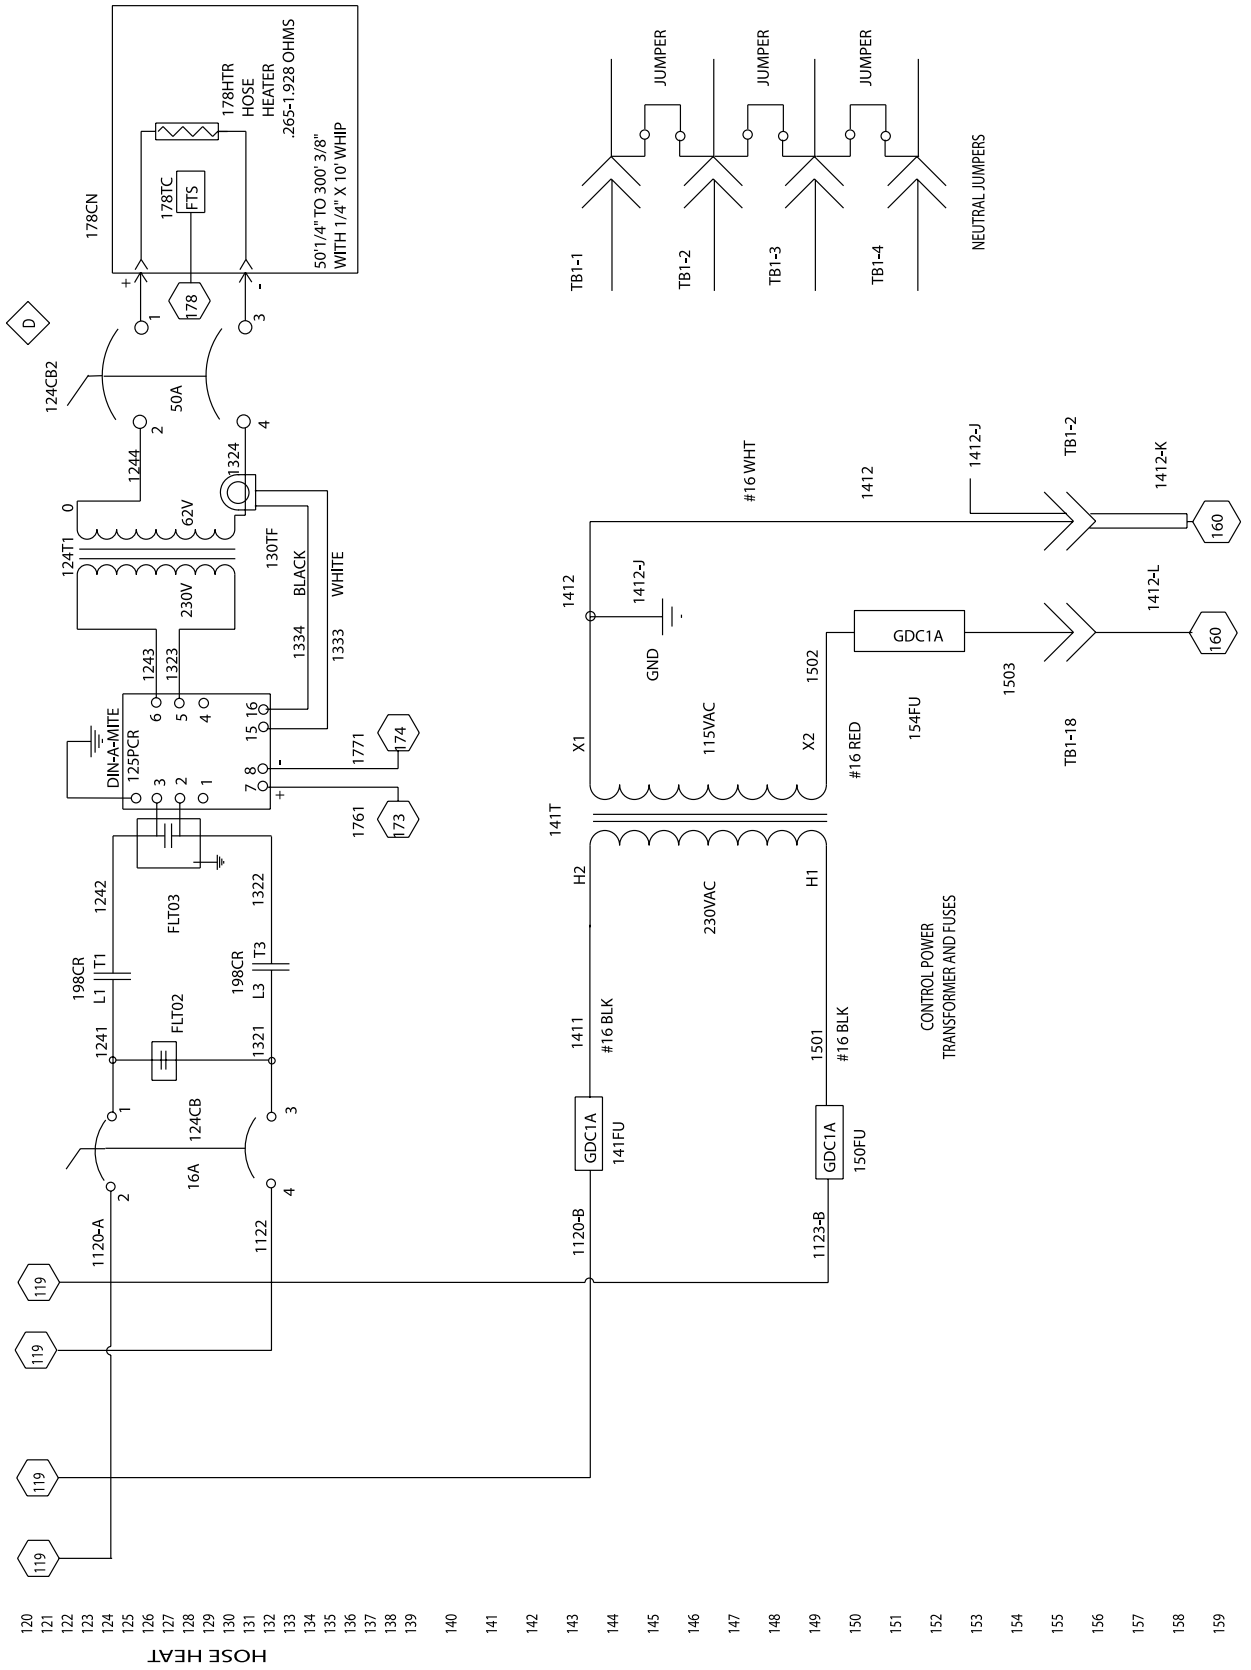 120
121
122
123
124
125
126
127
128
129
130
131
132
133
134
135
136
137
138
139
140
141
142
143
144
145
146
147
148
149
150
151
152
153
154
155
156
157
158
159
HOSE HEAT
119
119
119
119
1120-A
1122
2
1
4
3
16A
124CB
1241
1321
FLT02
198CR
L1 T1
198CR
L3 T3
1242
1322
FLT03
DIN-A-MITE
125PCR
3
2
1
6
5
4
7
8
15
16
+
-
1761
173
1771
174
1243
1323
1334
BLACK
1333
WHITE
124T1
230V
62V
0
130TF
1244
1324
2
1
4
3
50A
124CB2
D
+
-
178
178CN
178TC
FTS
178HTR
HOSE
HEATER
.265-1.928 OHMS
50'1/4" TO 300' 3/8"
WITH 1/4" X 10' WHIP
1120-B
1123-B
GDC1A
141FU
GDC1A
150FU
1411
#16 BLK
1501
#16 BLK
H2
H1
230VAC
141T
115VAC
X1
X2
CONTROL POWER
TRANSFORMER AND FUSES
1412
1412-J
GND
1502
#16 RED
GDC1A
154FU
1503
TB1-18
1412-L
160
#16 WHT
1412
1412-J
TB1-2
1412-K
160
TB1-1
TB1-2
TB1-3
TB1-4
JUMPER
JUMPER
JUMPER
NEUTRAL JUMPERS